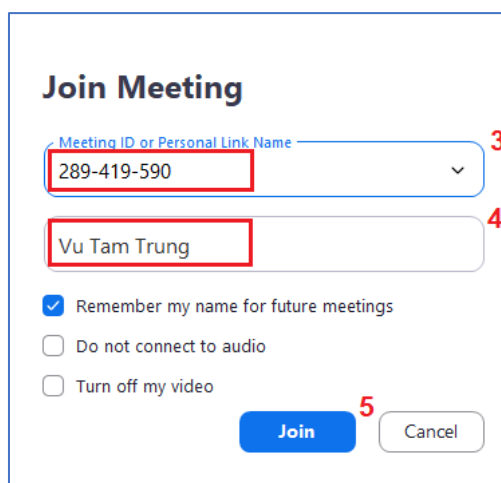 Join Meeting
Meeting ID or Personal Link Name
3
289-419-590
4
Vu Tam Trung
Remember my name for future meetings
Do not connect to audio
Turn off my video
5
Join
Cancel